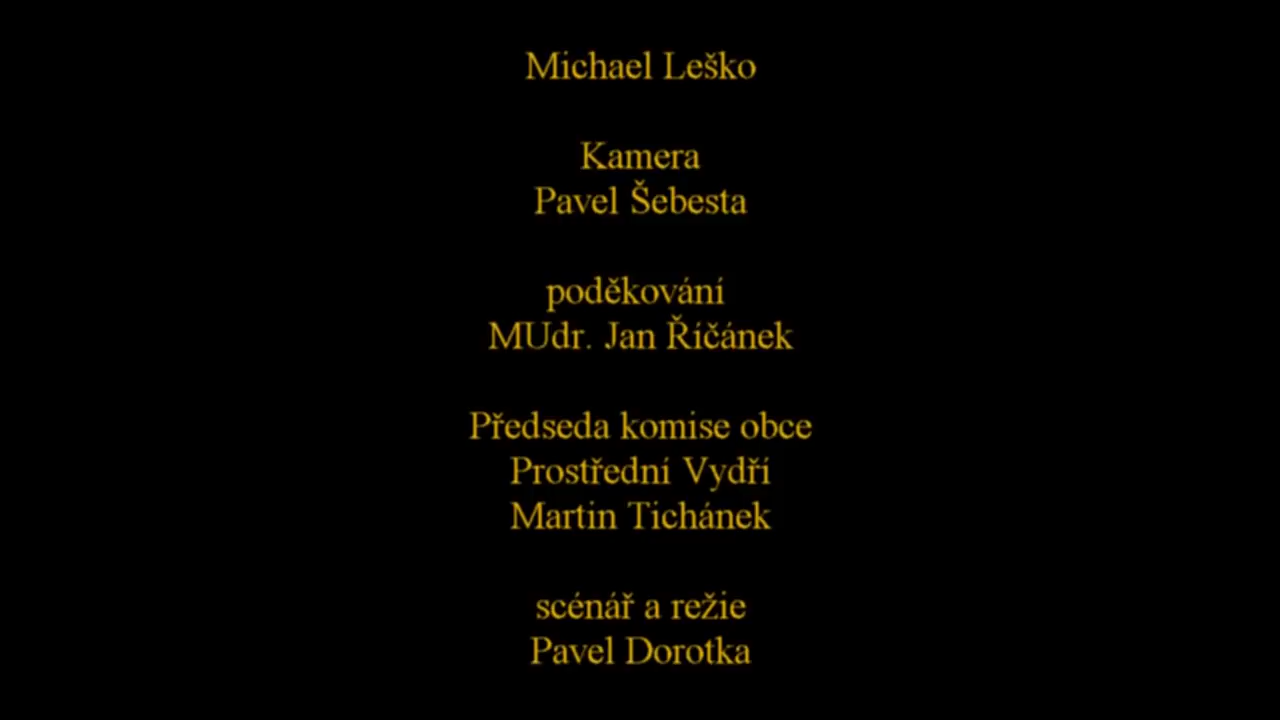 Michael Leško
Kamera
Pavel Šebesta
poděkování
MUdr. Jan Říčánek
Předseda komise obce
Prostřední Vydří
Martin Tichánek
scénář a režie
Pavel Dorotka